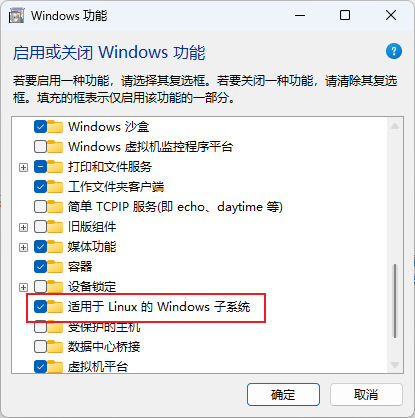 Windows 功能
启用或关闭 Windows 功能
若要启用一种功能，请选择其复选框。若要关闭一种功能，请清除其复选
框。填充的框表示仅启用该功能的一部分。
Windows 沙盒
Windows 虚拟机监控程序平台
打印和文件服务
工作文件夹客户端
简单 TCPIP 服务(即 echo、daytime 等)
旧版组件
媒体功能
容器
设备锁定
适用于 Linux 的 Windows 子系统
受保护的主机
数据中心桥接
虚拟机平台
确定
取消